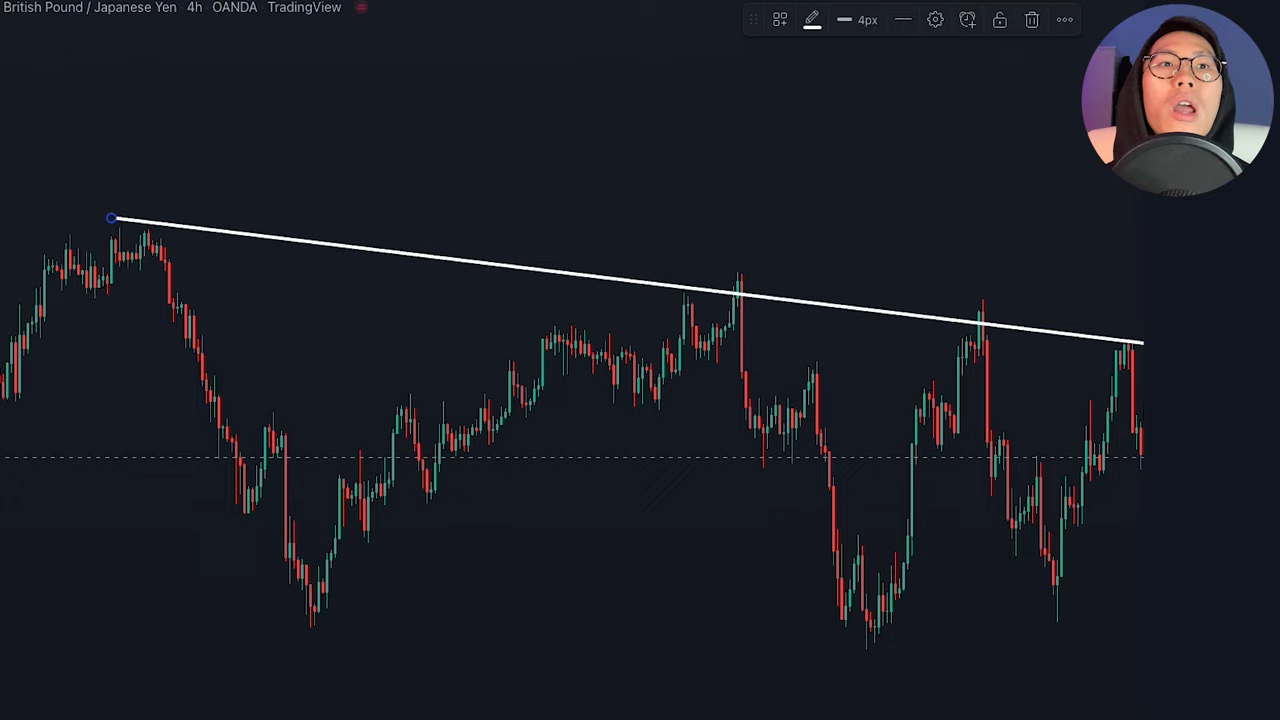 British Pound / Japanese Yen · 4h · OANDA · TradingView
4px